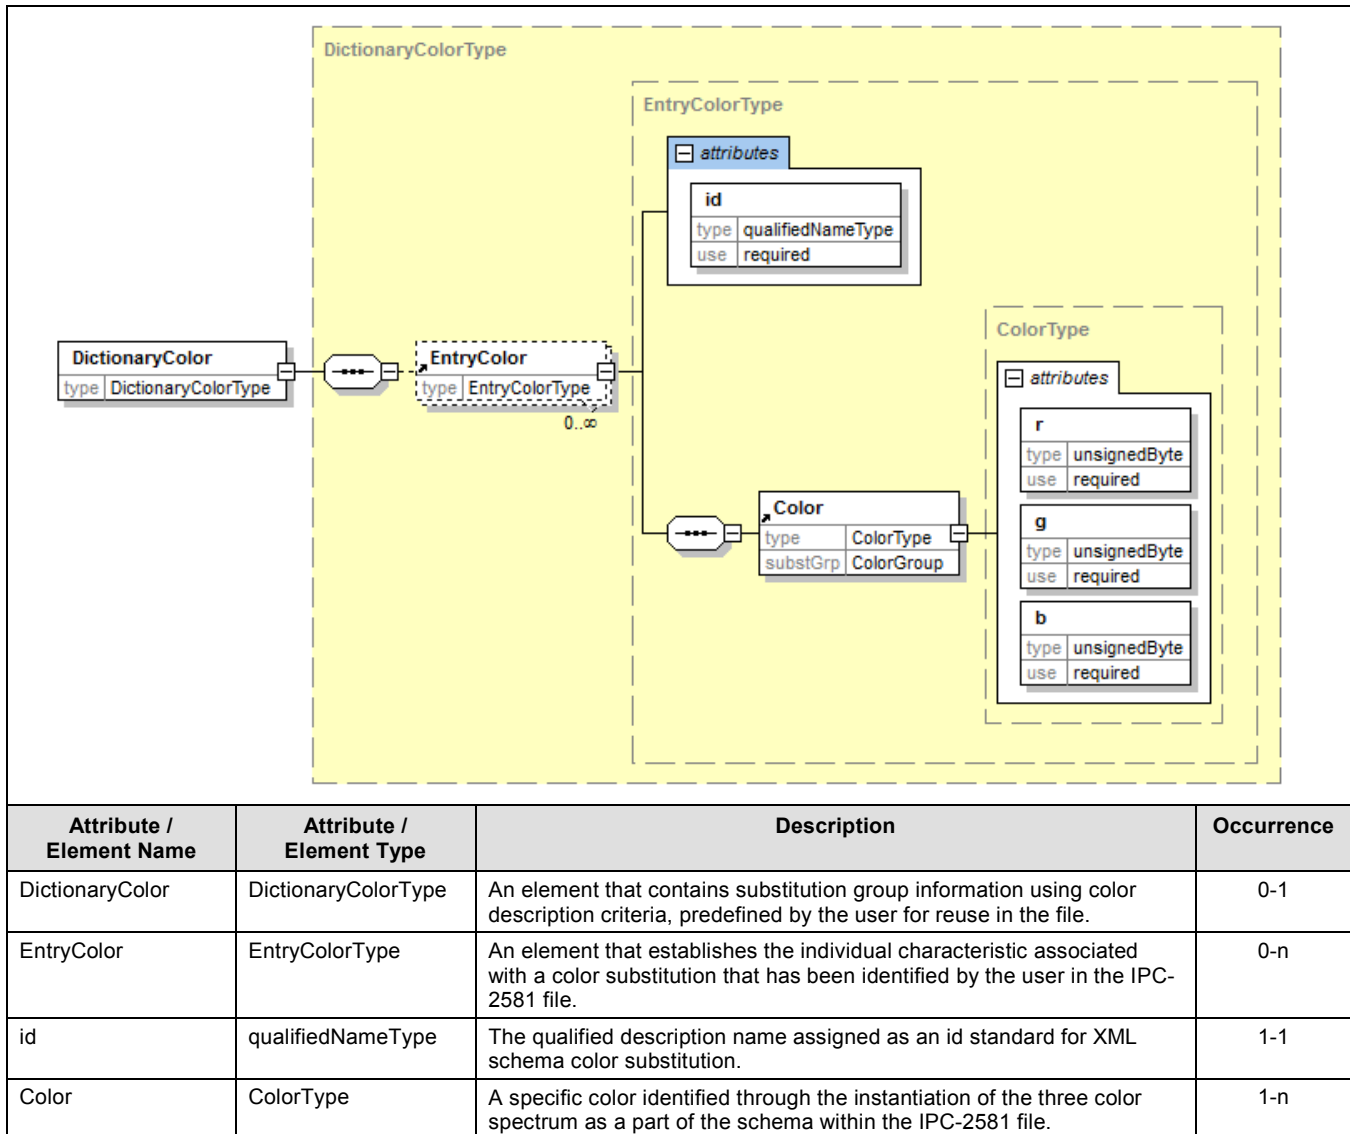 DictionaryColorType
EntryColorType
attributes
id
type qualifiedNameType
use required
ColorType
DictionaryColor
type DictionaryColorType
EntryColor
type EntryColorType
0..∞
attributes
r
type unsignedByte
use required
Color
type ColorType
substGrp ColorGroup
g
type unsignedByte
use required
b
type unsignedByte
use required
Attribute / Element Name Attribute / Element Type Description Occurrence
DictionaryColor DictionaryColorType An element that contains substitution group information using color 0-1
description criteria, predefined by the user for reuse in the file.
EntryColor EntryColorType An element that establishes the individual characteristic associated 0-n
with a color substitution that has been identified by the user in the IPC-
2581 file.
id qualifiedNameType The qualified description name assigned as an id standard for XML 1-1
schema color substitution.
Color ColorType A specific color identified through the instantiation of the three color 1-n
spectrum as a part of the schema within the IPC-2581 file.